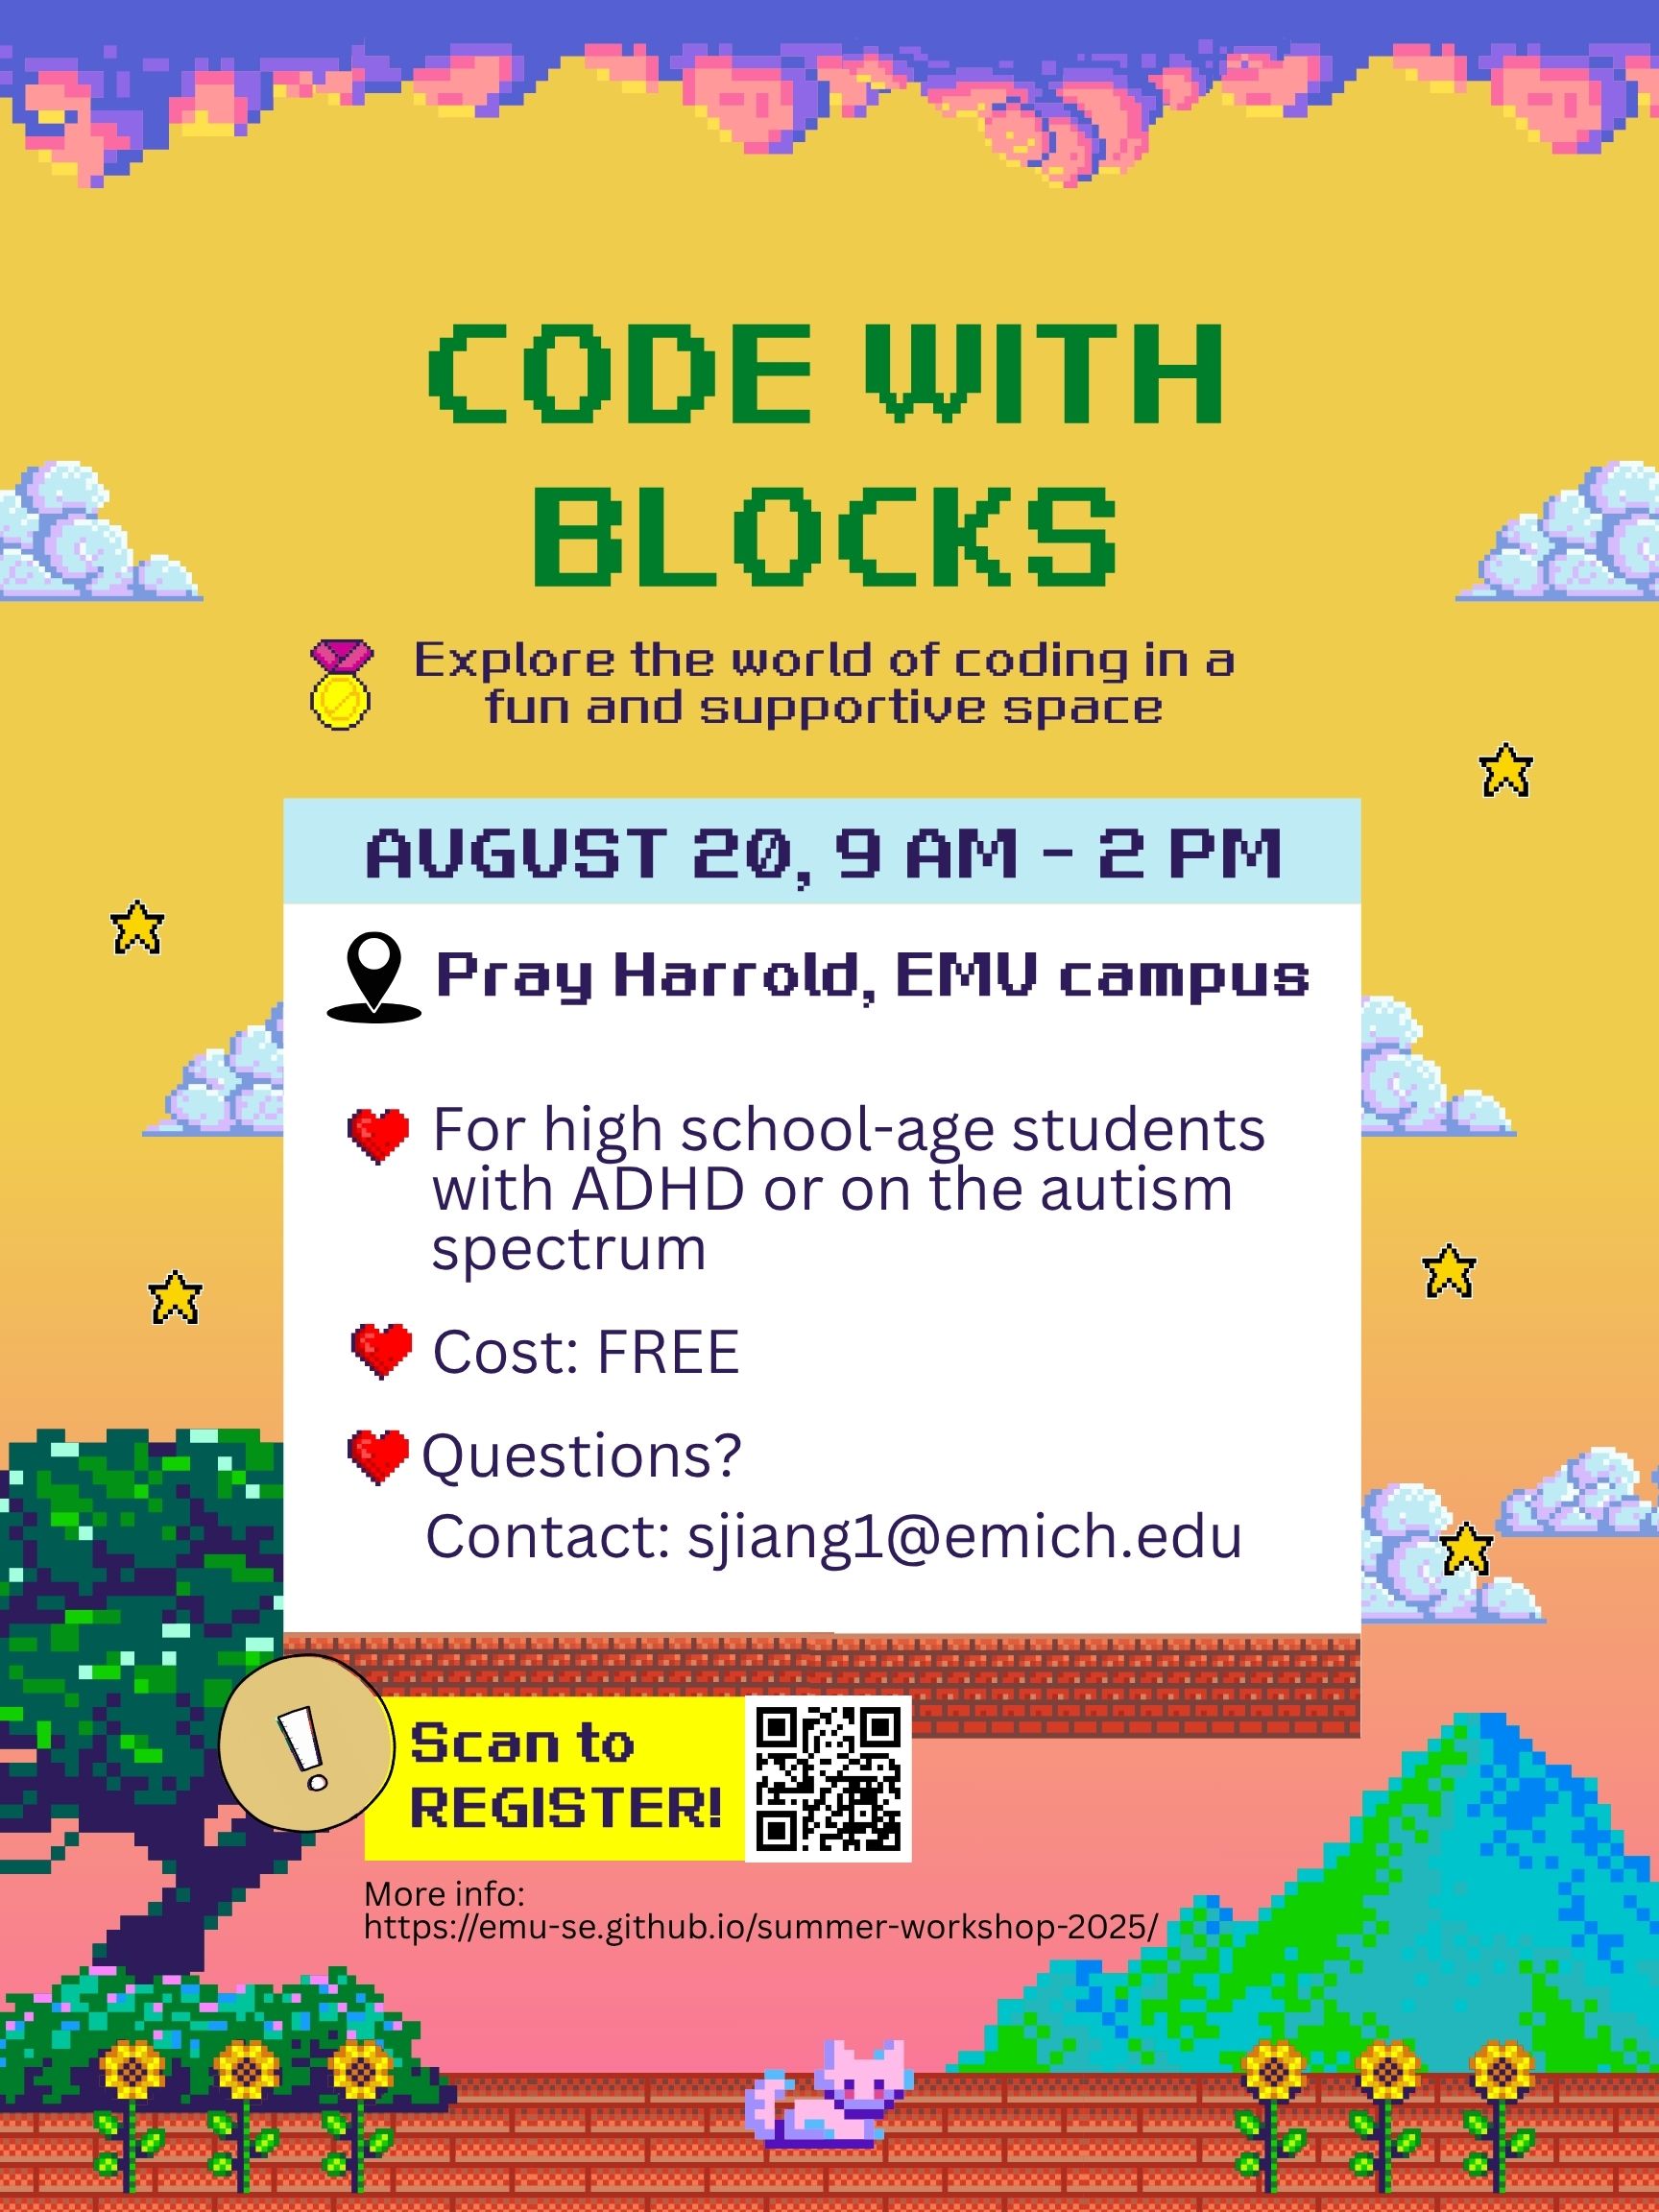 CODE WITH
BLOCKS
Explore the world of coding in a
fun and supportive space
AUGUST 20, 9 AM - 2 PM
Pray Harrold, EMU campus
For high school-age students
with ADHD or on the autism
spectrum
Cost: FREE
Questions?
Contact: sjiang1@emich.edu
!
Scan to
REGISTER!
More info:
https://emu-se.github.io/summer-workshop-2025/